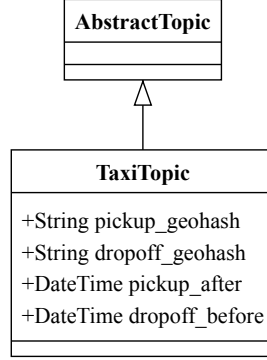 AbstractTopic
TaxiTopic
+String pickup_geohash
+String dropoff_geohash
+DateTime pickup_after
+DateTime dropoff_before